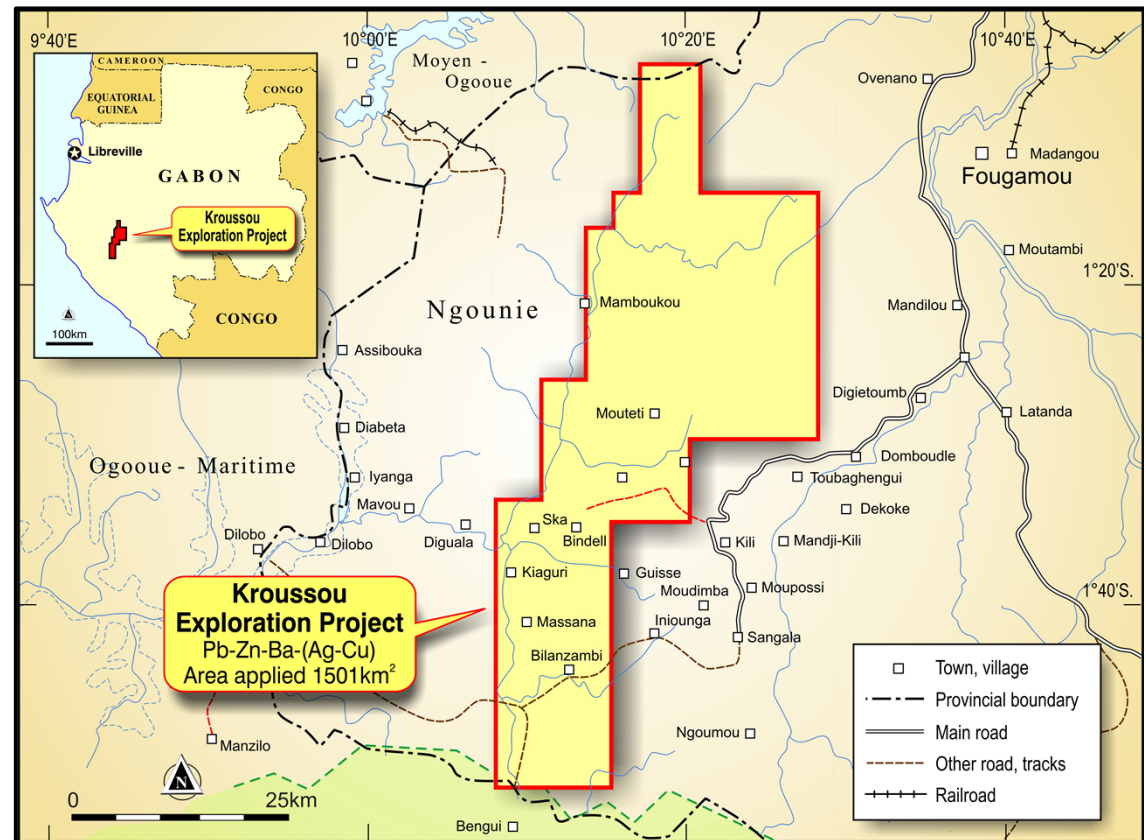 9°40'E
10°00'E
10°20'E
10°40'E
CAMEROON
EQUATORIAL
GUINEA
CONGO
Libreville
GABON
Kroussou
Exploration Project
CONGO
100km
Moyen -
Ogooue
Ovenano
Madangou
Fougamou
Moutambi
1°20'S.
Ngounie
Mamboukou
Mandilou
Assibouka
Mouteti
Digietoumb
Latanda
Diabeta
Ogooue - Maritime
Iyanga
Domboudle
Toubaghengui
Mavou
Dekoke
Diguala
Ska
Bindell
Dilobo
Dilobo
Kili
Mandji-Kili
Kiaguri
Guisse
Moupossi
Moudimba
1°40'S.
Kroussou
Exploration Project
Pb-Zn-Ba-(Ag-Cu)
Area applied 1501km²
Massana
Iniounga
Sangala
Bilanzambi
Manzilo
Ngoumou
N
0 25km
Bengui
Town, village
Provincial boundary
Main road
Other road, tracks
Railroad